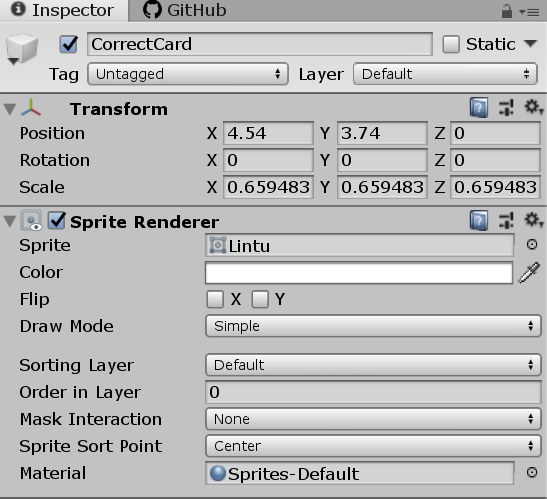 Inspector GitHub
CorrectCard Static
Tag Untagged Layer Default
Transform
Position X 4.54 Y 3.74 Z 0
Rotation X 0 Y 0 Z 0
Scale X 0.659483 Y 0.659483 Z 0.659483
Sprite Renderer
Sprite Lintu
Color
Flip X Y
Draw Mode Simple
Sorting Layer Default
Order in Layer 0
Mask Interaction None
Sprite Sort Point Center
Material Sprites-Default